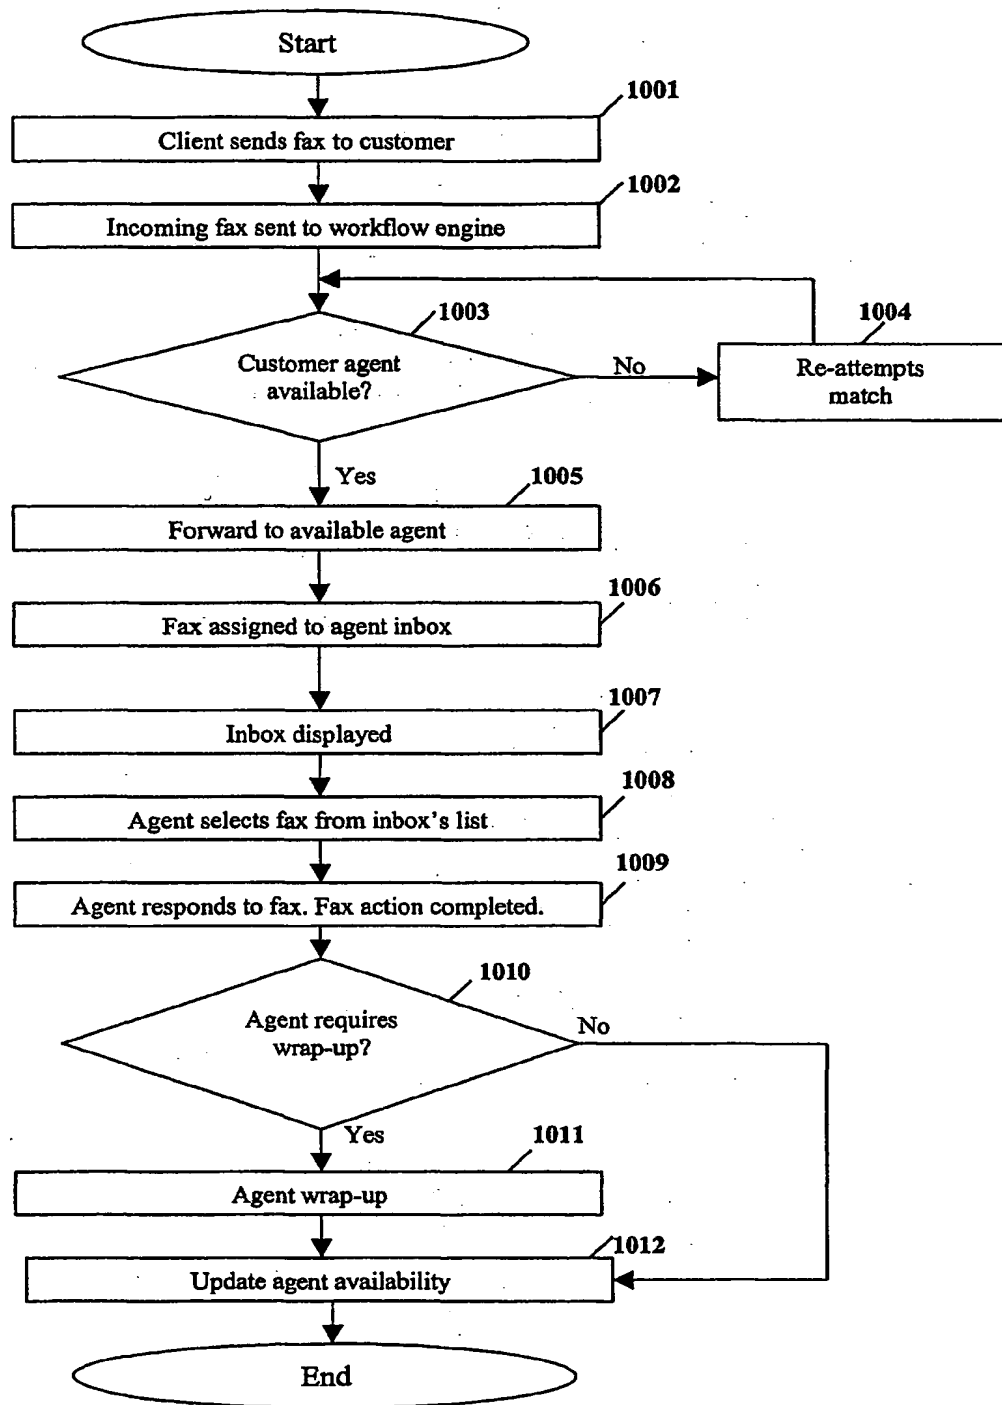 Start
1001
Client sends fax to customer
1002
Incoming fax sent to workflow engine
1003
Customer agent
available?
No
1004
Re-attempts
match
Yes
1005
Forward to available agent
1006
Fax assigned to agent inbox
1007
Inbox displayed
1008
Agent selects fax from inbox's list
1009
Agent responds to fax. Fax action completed.
1010
Agent requires
wrap-up?
No
Yes
1011
Agent wrap-up
1012
Update agent availability
End